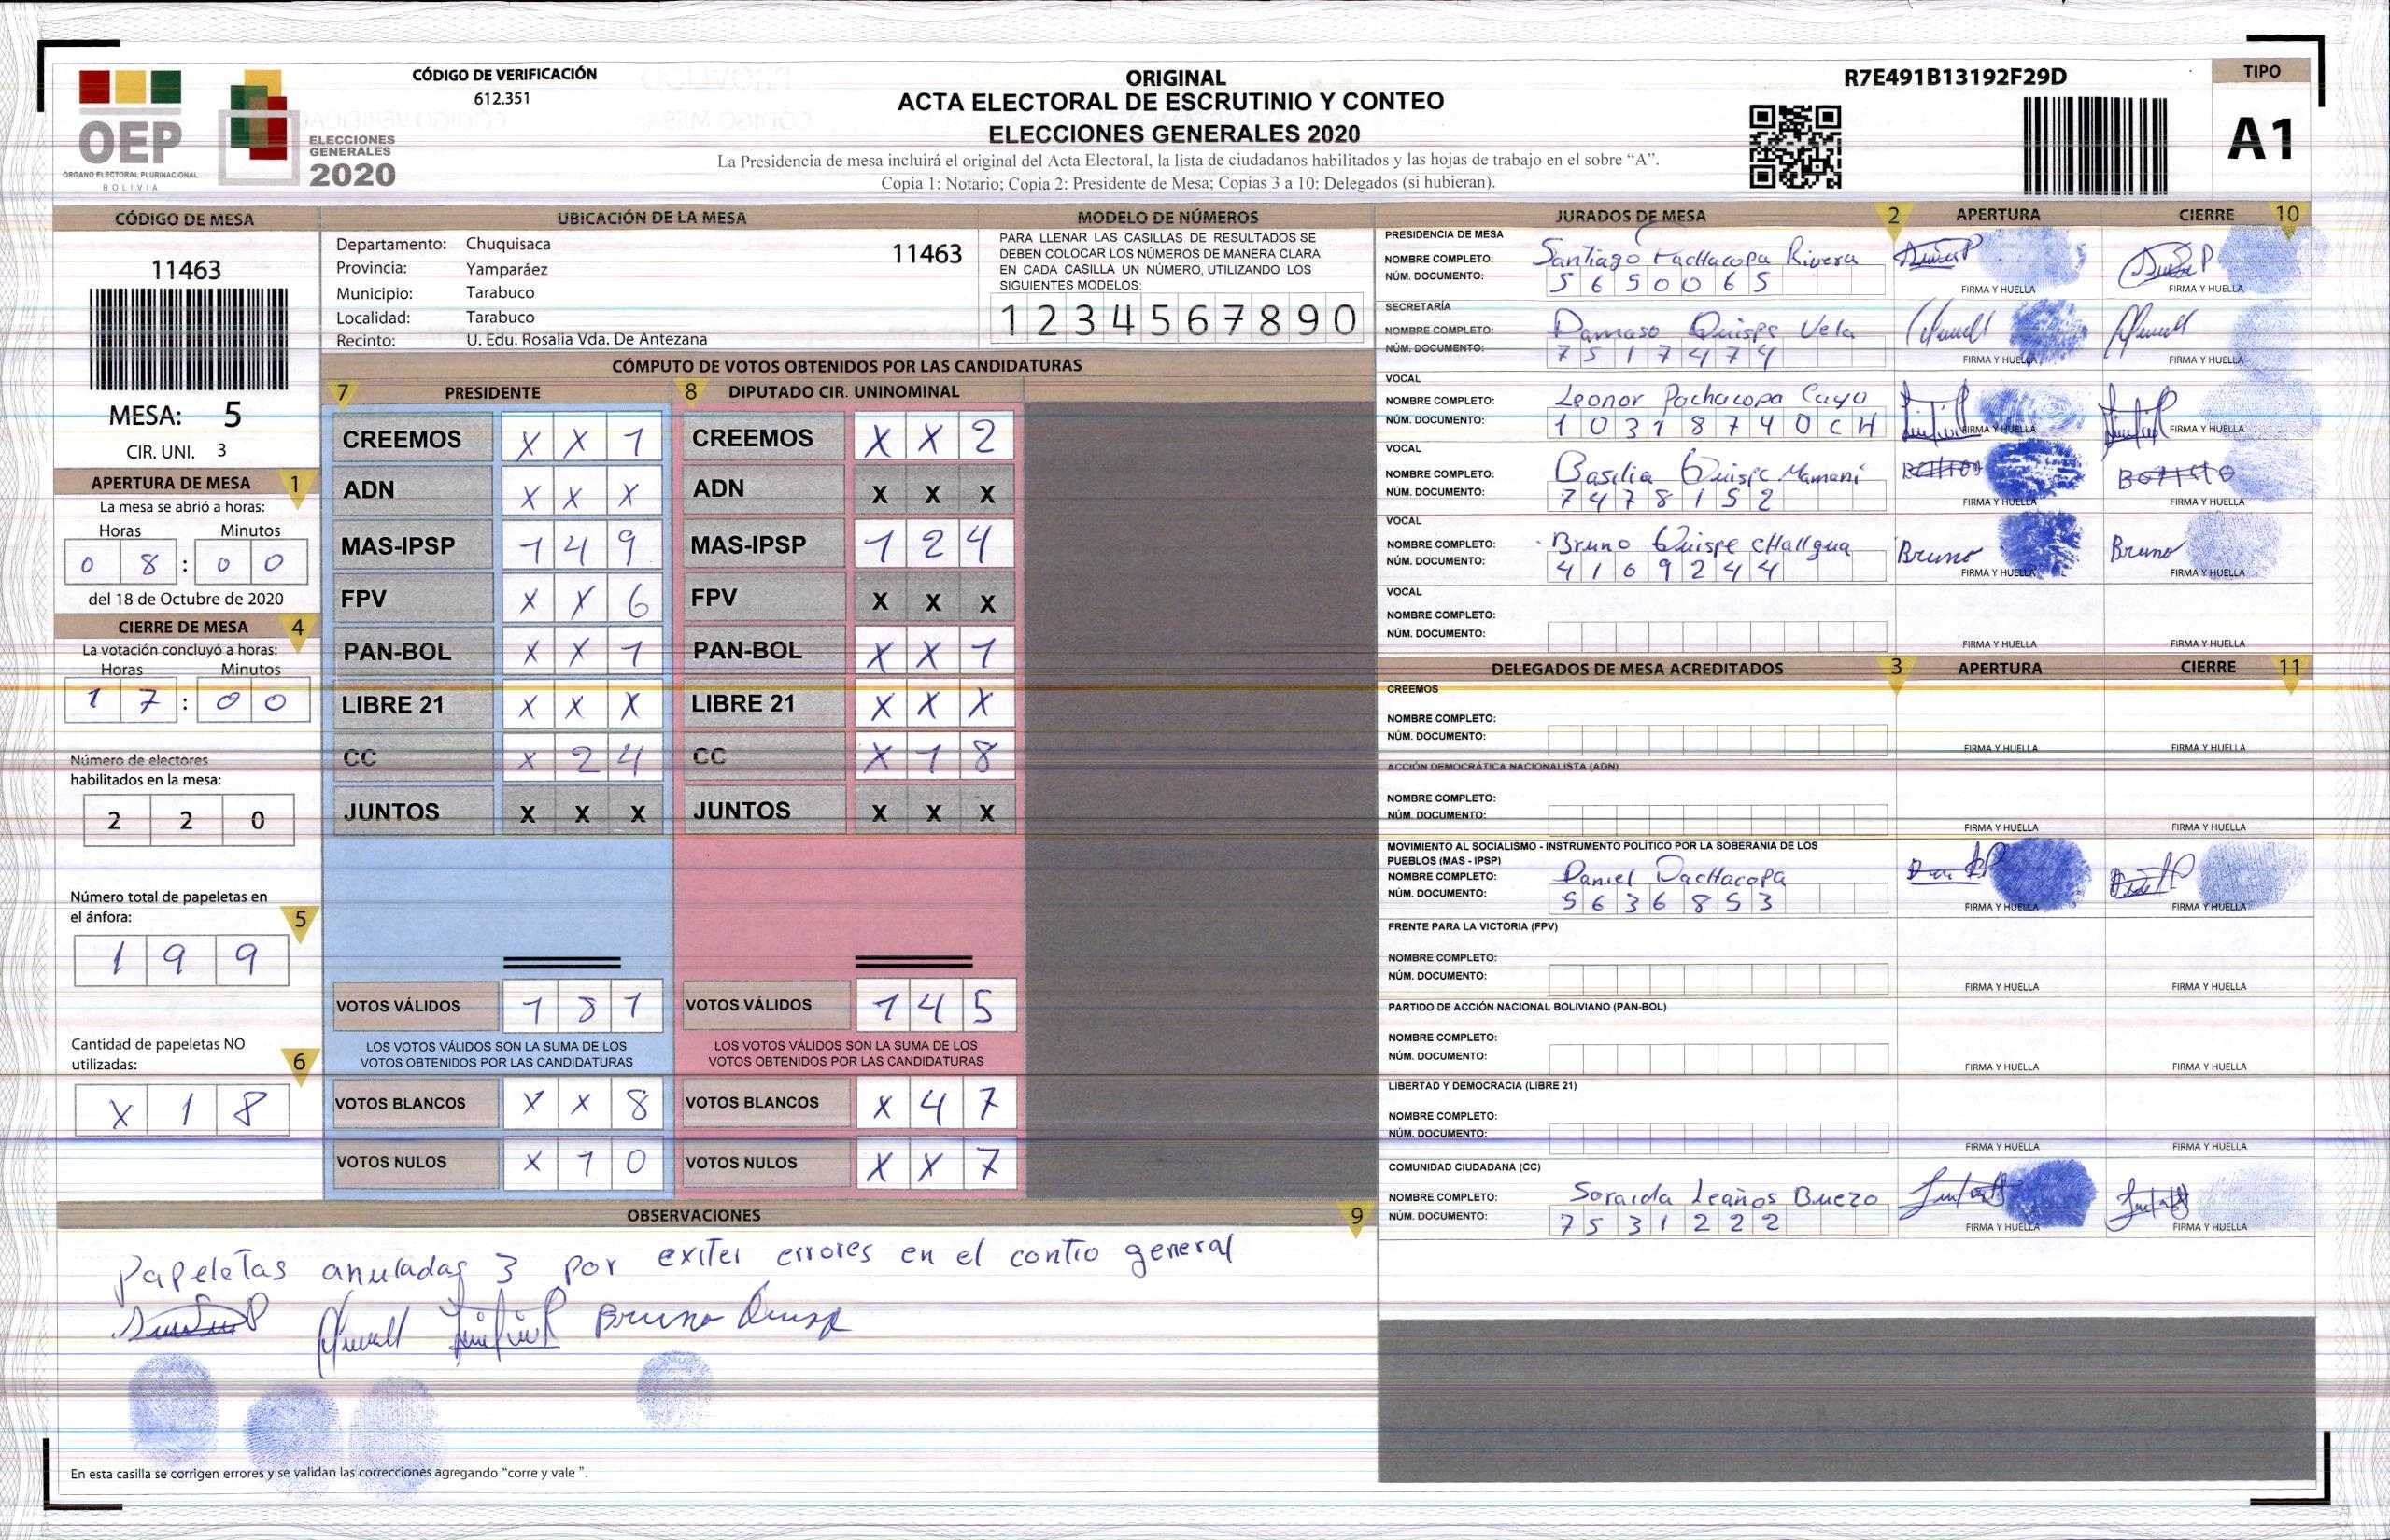 CÓDIGO DE VERIFICACIÓN
612.351
OEP
ÓRGANO ELECTORAL PLURINACIONAL
BOLIVIA
ELECCIONES
GENERALES
2020
ORIGINAL
ACTA ELECTORAL DE ESCRUTINIO Y CONTEO
ELECCIONES GENERALES 2020
La Presidencia de mesa incluirá el original del Acta Electoral, la lista de ciudadanos habilitados y las hojas de trabajo en el sobre “A”.
Copia 1: Notario; Copia 2: Presidente de Mesa; Copias 3 a 10: Delegados (si hubieran).
R7E491B13192F29D
TIPO
A1
CÓDIGO DE MESA
11463
MESA: 5
CIR. UNI. 3
APERTURA DE MESA 1
La mesa se abrió a horas:
Horas Minutos
0 8 : 0 0
del 18 de Octubre de 2020
CIERRE DE MESA 4
La votación concluyó a horas:
Horas Minutos
1 7 : 0 0
Número de electores
habilitados en la mesa:
2 2 0
Número total de papeletas en
el ánfora: 5
1 9 9
Cantidad de papeletas NO
utilizadas: 6
X 1 8
UBICACIÓN DE LA MESA
Departamento: Chuquisaca 11463
Provincia: Yamparáez
Municipio: Tarabuco
Localidad: Tarabuco
Recinto: U. Edu. Rosalia Vda. De Antezana
MODELO DE NÚMEROS
PARA LLENAR LAS CASILLAS DE RESULTADOS SE
DEBEN COLOCAR LOS NÚMEROS DE MANERA CLARA.
EN CADA CASILLA UN NÚMERO, UTILIZANDO LOS
SIGUIENTES MODELOS:
1 2 3 4 5 6 7 8 9 0
CÓMPUTO DE VOTOS OBTENIDOS POR LAS CANDIDATURAS
7 PRESIDENTE 8 DIPUTADO CIR. UNINOMINAL
CREEMOS X X 1 CREEMOS X X 2
ADN X X X ADN X X X
MAS-IPSP 1 4 9 MAS-IPSP 1 2 4
FPV X X 6 FPV X X X
PAN-BOL X X 1 PAN-BOL X X 1
LIBRE 21 X X X LIBRE 21 X X X
CC X 2 4 CC X 1 8
JUNTOS X X X JUNTOS X X X
VOTOS VÁLIDOS 1 8 1 VOTOS VÁLIDOS 1 4 5
LOS VOTOS VÁLIDOS SON LA SUMA DE LOS LOS VOTOS VÁLIDOS SON LA SUMA DE LOS
VOTOS OBTENIDOS POR LAS CANDIDATURAS VOTOS OBTENIDOS POR LAS CANDIDATURAS
VOTOS BLANCOS X X 8 VOTOS BLANCOS X 4 7
VOTOS NULOS X 1 0 VOTOS NULOS X X 7
OBSERVACIONES 9
Papeletas anuladas 3 por exiter errores en el contio general
Bruno Quisp
En esta casilla se corrigen errores y se validan las correcciones agregando “corre y vale ”.
JURADOS DE MESA 2 APERTURA CIERRE 10
PRESIDENCIA DE MESA
NOMBRE COMPLETO: Santiago Pachacopa Rivera
NÚM. DOCUMENTO: 5 6 5 0 0 6 5 FIRMA Y HUELLA FIRMA Y HUELLA
SECRETARÍA
NOMBRE COMPLETO: Damaso Quispe Vela
NÚM. DOCUMENTO: 7 5 1 7 4 7 4 FIRMA Y HUELLA FIRMA Y HUELLA
VOCAL
NOMBRE COMPLETO: Leonor Pachacopa Cayo
NÚM. DOCUMENTO: 1 0 3 1 8 7 4 0 C H FIRMA Y HUELLA FIRMA Y HUELLA
VOCAL
NOMBRE COMPLETO: Basilia Quispe Mamani
NÚM. DOCUMENTO: 7 4 7 8 1 5 2 FIRMA Y HUELLA FIRMA Y HUELLA
VOCAL
NOMBRE COMPLETO: Bruno Quispe cHallgua Bruno Bruno
NÚM. DOCUMENTO: 4 1 0 9 2 4 4 FIRMA Y HUELLA FIRMA Y HUELLA
VOCAL
NOMBRE COMPLETO:
NÚM. DOCUMENTO: FIRMA Y HUELLA FIRMA Y HUELLA
DELEGADOS DE MESA ACREDITADOS 3 APERTURA CIERRE 11
CREEMOS
NOMBRE COMPLETO:
NÚM. DOCUMENTO: FIRMA Y HUELLA FIRMA Y HUELLA
ACCIÓN DEMOCRÁTICA NACIONALISTA (ADN)
NOMBRE COMPLETO:
NÚM. DOCUMENTO: FIRMA Y HUELLA FIRMA Y HUELLA
MOVIMIENTO AL SOCIALISMO - INSTRUMENTO POLÍTICO POR LA SOBERANIA DE LOS
PUEBLOS (MAS - IPSP)
NOMBRE COMPLETO: Daniel PacHacopa
NÚM. DOCUMENTO: 5 6 3 6 8 5 3 FIRMA Y HUELLA FIRMA Y HUELLA
FRENTE PARA LA VICTORIA (FPV)
NOMBRE COMPLETO:
NÚM. DOCUMENTO: FIRMA Y HUELLA FIRMA Y HUELLA
PARTIDO DE ACCIÓN NACIONAL BOLIVIANO (PAN-BOL)
NOMBRE COMPLETO:
NÚM. DOCUMENTO: FIRMA Y HUELLA FIRMA Y HUELLA
LIBERTAD Y DEMOCRACIA (LIBRE 21)
NOMBRE COMPLETO:
NÚM. DOCUMENTO: FIRMA Y HUELLA FIRMA Y HUELLA
COMUNIDAD CIUDADANA (CC)
NOMBRE COMPLETO: Soraida Leaños Buezo
NÚM. DOCUMENTO: 7 5 3 1 2 2 2 FIRMA Y HUELLA FIRMA Y HUELLA